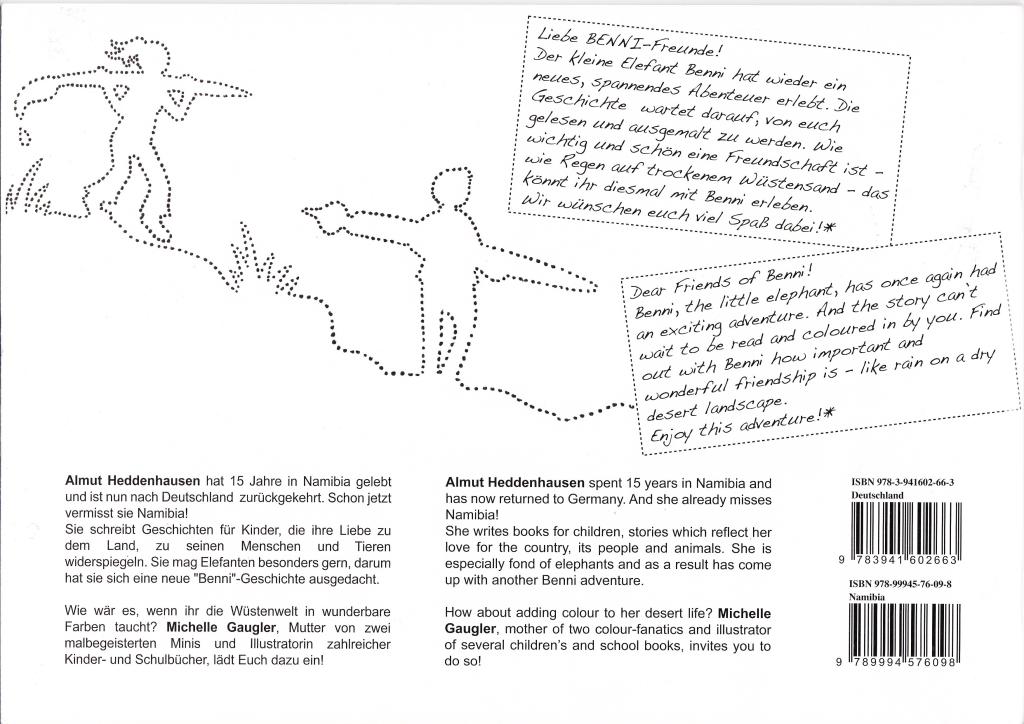 Liebe BENNI-Freunde!
Der kleine Elefant Benni hat wieder ein
neues, spannendes Abenteuer erlebt. Die
Geschichte wartet darauf, von euch
gelesen und ausgemalt zu werden. Wie
wichtig und schön eine Freundschaft ist -
wie Regen auf trockenem Wüstensand - das
könnt ihr diesmal mit Benni erleben.
Wir wünschen euch viel Spaß dabei!*
Dear Friends of Benni!
Benni, the little elephant, has once again had
an exciting adventure. And the story can't
wait to be read and coloured in by you. Find
out with Benni how important and
wonderful friendship is - like rain on a dry
desert landscape.
Enjoy this adventure!*
Almut Heddenhausen hat 15 Jahre in Namibia gelebt
und ist nun nach Deutschland zurückgekehrt. Schon jetzt
vermisst sie Namibia!
Sie schreibt Geschichten für Kinder, die ihre Liebe zu
dem Land, zu seinen Menschen und Tieren
widerspiegeln. Sie mag Elefanten besonders gern, darum
hat sie sich eine neue "Benni"-Geschichte ausgedacht.
Wie wär es, wenn ihr die Wüstenwelt in wunderbare
Farben taucht? Michelle Gaugler, Mutter von zwei
malbegeisterten Minis und Illustratorin zahlreicher
Kinder- und Schulbücher, lädt Euch dazu ein!
Almut Heddenhausen spent 15 years in Namibia and
has now returned to Germany. And she already misses
Namibia!
She writes books for children, stories which reflect her
love for the country, its people and animals. She is
especially fond of elephants and as a result has come
up with another Benni adventure.
How about adding colour to her desert life? Michelle
Gaugler, mother of two colour-fanatics and illustrator
of several children's and school books, invites you to
do so!
ISBN 978-3-941602-66-3
Deutschland
9 783941 602663
ISBN 978-99945-76-09-8
Namibia
9 789994 576098